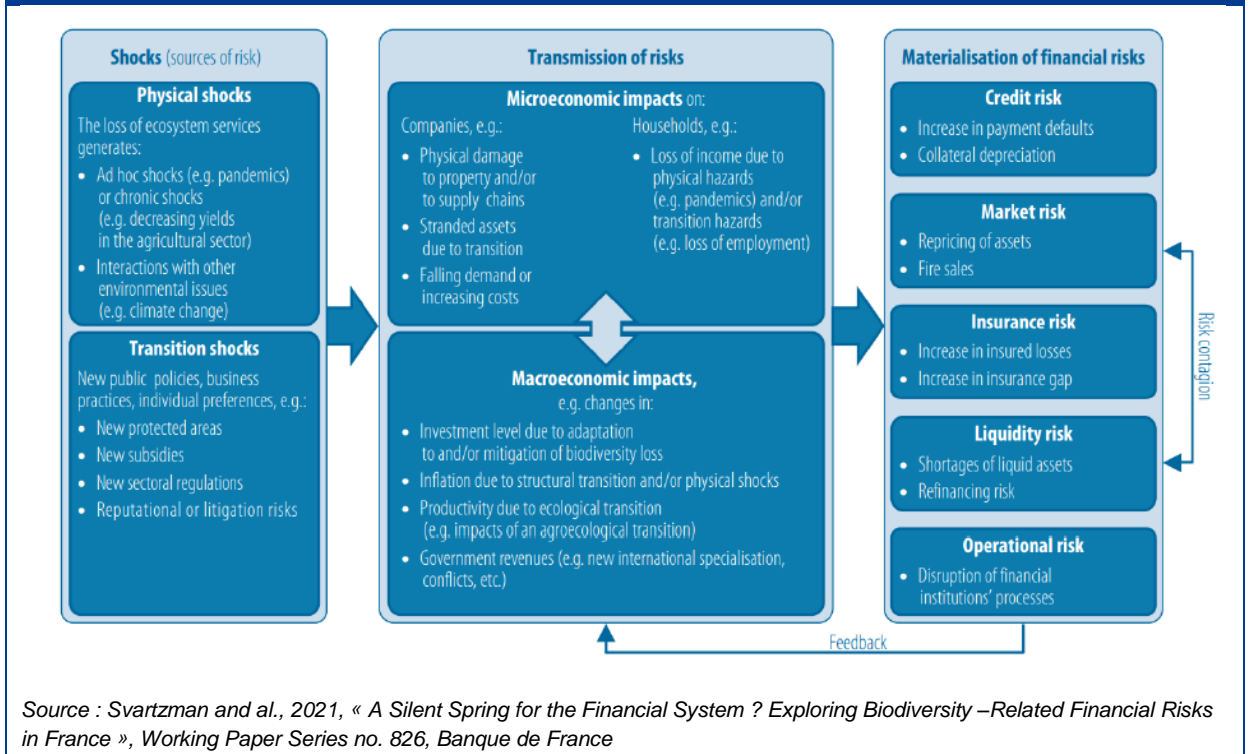 Shocks (sources of risk)
Physical shocks
The loss of ecosystem services
generates:
• Ad hoc shocks (e.g. pandemics)
or chronic shocks
(e.g. decreasing yields
in the agricultural sector)
• Interactions with other
environmental issues
(e.g. climate change)
Transition shocks
New public policies, business
practices, individual preferences, e.g.:
• New protected areas
• New subsidies
• New sectoral regulations
• Reputational or litigation risks
Transmission of risks
Microeconomic impacts on:
Companies, e.g.:
• Physical damage
to property and/or
to supply chains
• Stranded assets
due to transition
• Falling demand or
increasing costs
Households, e.g.:
• Loss of income due to
physical hazards
(e.g. pandemics) and/or
transition hazards
(e.g. loss of employment)
Macroeconomic impacts,
e.g. changes in:
• Investment level due to adaptation
to and/or mitigation of biodiversity loss
• Inflation due to structural transition and/or physical shocks
• Productivity due to ecological transition
(e.g. impacts of an agroecological transition)
• Government revenues (e.g. new international specialisation,
conflicts, etc.)
Materialisation of financial risks
Credit risk
• Increase in payment defaults
• Collateral depreciation
Market risk
• Repricing of assets
• Fire sales
Insurance risk
• Increase in insured losses
• Increase in insurance gap
Liquidity risk
• Shortages of liquid assets
• Refinancing risk
Operational risk
• Disruption of financial
institutions' processes
Risk contagion
Feedback
Source : Svartzman and al., 2021, « A Silent Spring for the Financial System ? Exploring Biodiversity –Related Financial Risks
in France », Working Paper Series no. 826, Banque de France